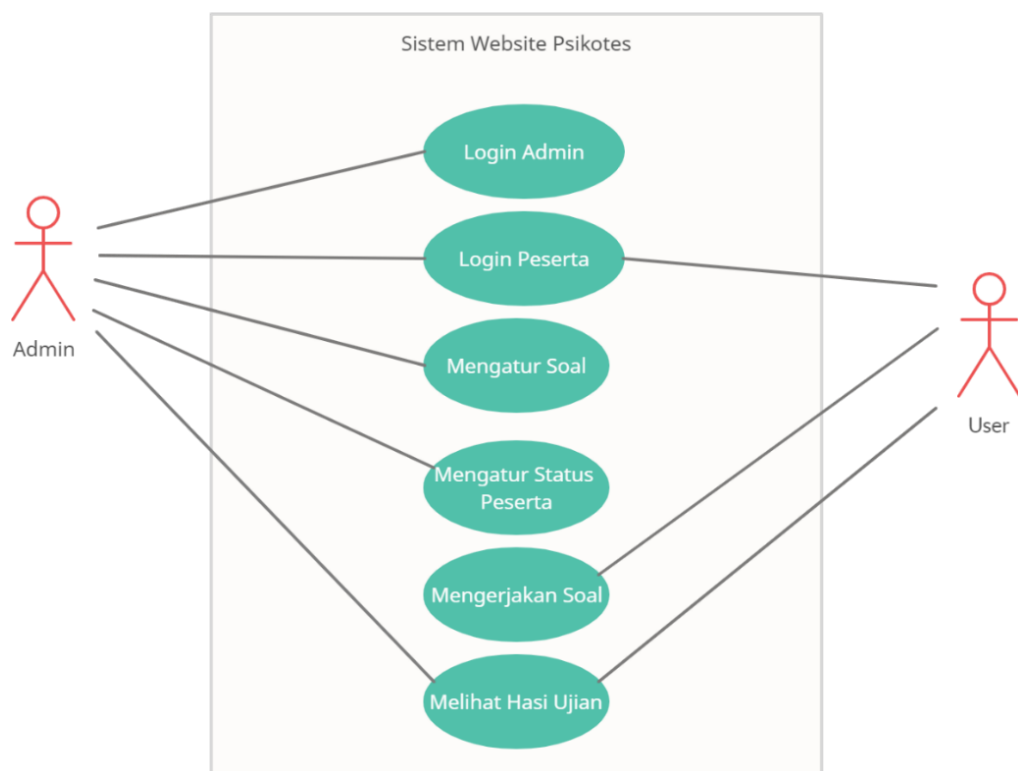 Sistem Website Psikotes
Login Admin
Login Peserta
Admin
Mengatur Soal
User
Mengatur Status
Peserta
Mengerjakan Soal
Melihat Hasi Ujian